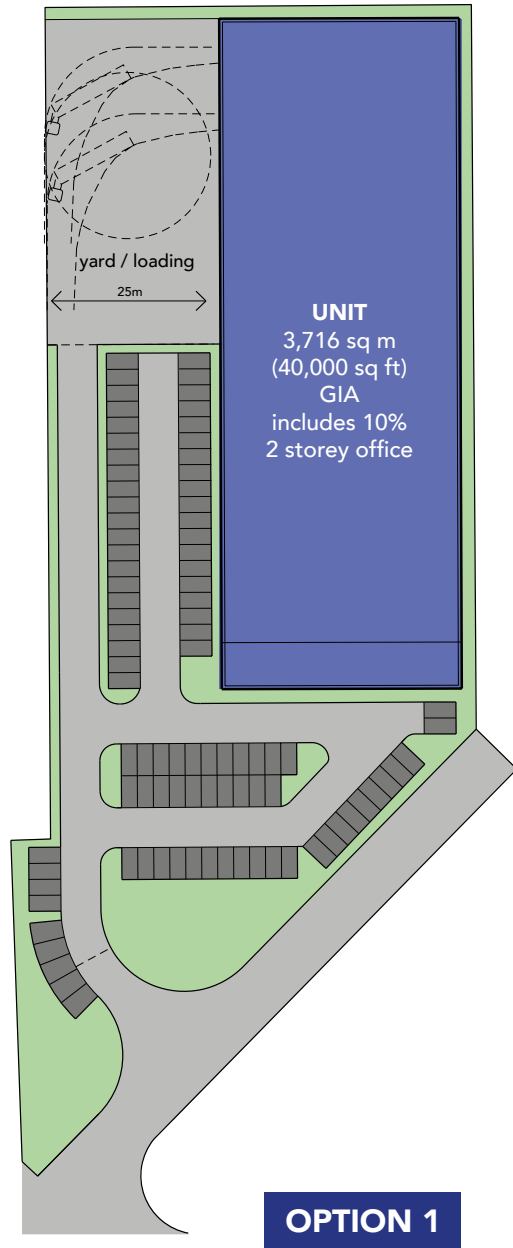 yard / loading
25m
UNIT
3,716 sq m
(40,000 sq ft)
GIA
includes 10%
2 storey office
OPTION 1